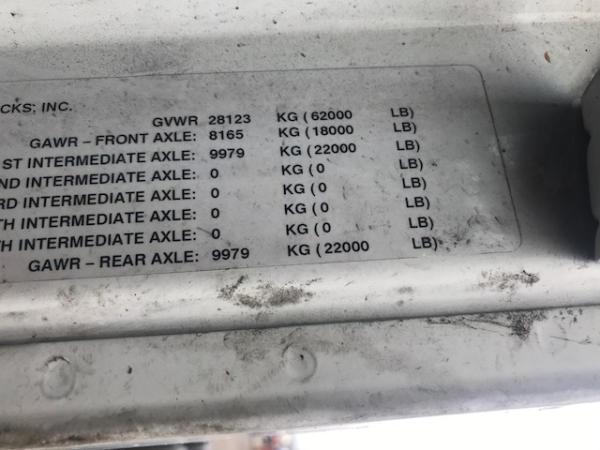 CKS, INC.
GVWR 28123 KG ( 62000 LB)
GAWR – FRONT AXLE: 8165 KG ( 18000 LB)
ST INTERMEDIATE AXLE: 9979 KG ( 22000 LB)
ND INTERMEDIATE AXLE: 0 KG ( 0 LB)
RD INTERMEDIATE AXLE: 0 KG ( 0 LB)
TH INTERMEDIATE AXLE: 0 KG ( 0 LB)
TH INTERMEDIATE AXLE: 0 KG ( 0 LB)
GAWR – REAR AXLE: 9979 KG ( 22000 LB)